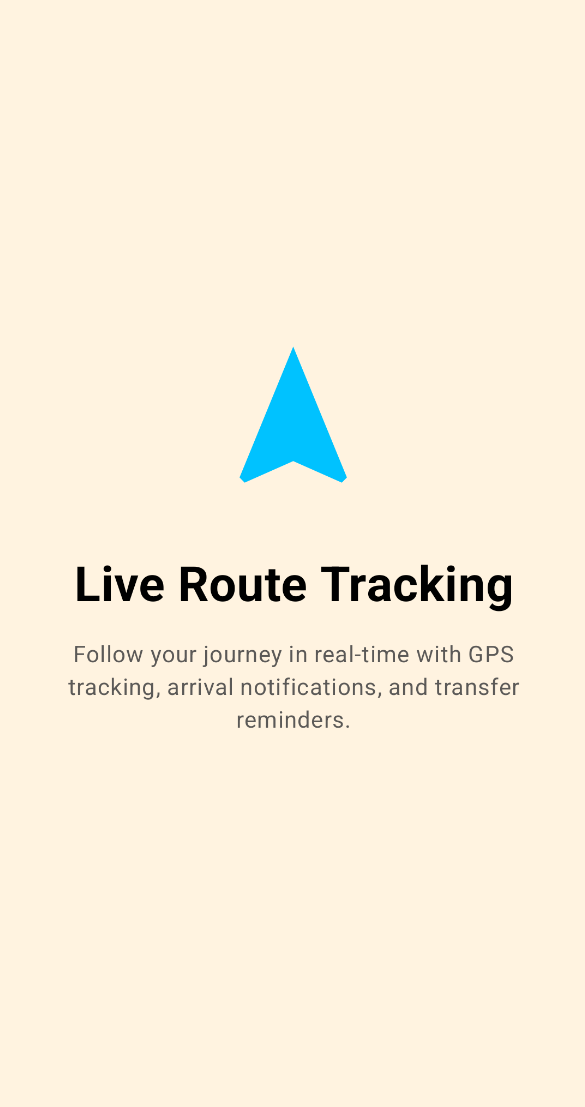 Live Route Tracking
Follow your journey in real-time with GPS
tracking, arrival notifications, and transfer
reminders.